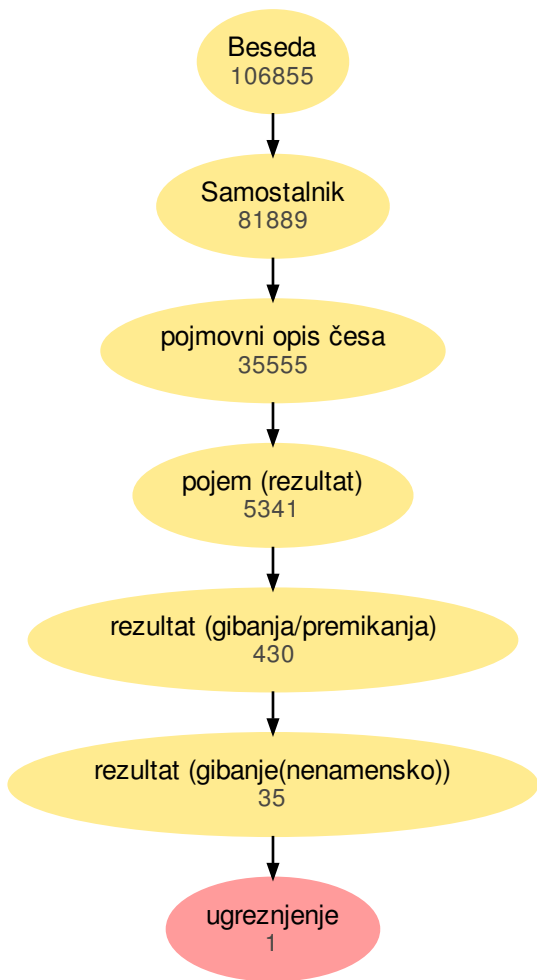 Beseda
106855
Samostalnik
81889
pojmovni opis česa
35555
pojem (rezultat)
5341
rezultat (gibanja/premikanja)
430
rezultat (gibanje(nenamensko))
35
ugreznjenje
1